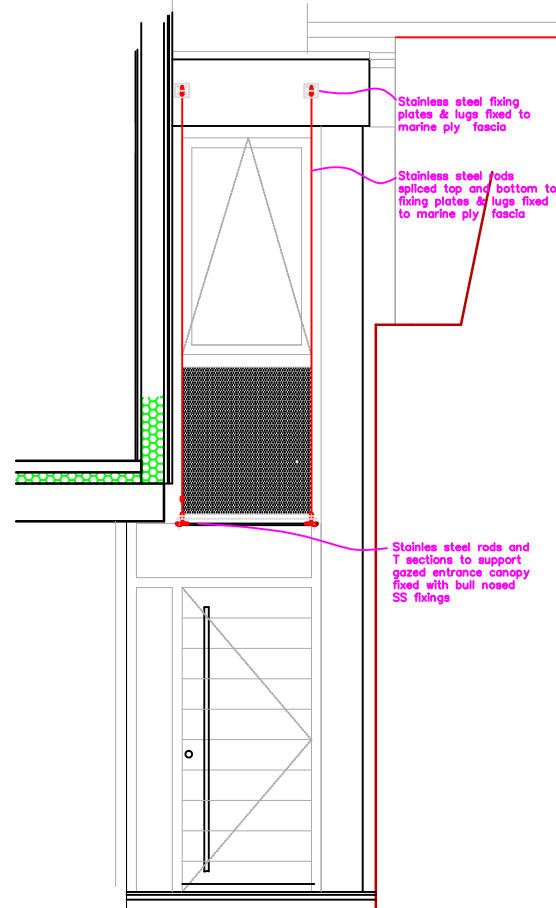 Stainless steel fixing
plates & lugs fixed to
marine ply fascia
Stainless steel rods
spliced top and bottom to
fixing plates & lugs fixed
to marine ply fascia
Stainles steel rods and
T sections to support
gazed entrance canopy
fixed with bull nosed
SS fixings